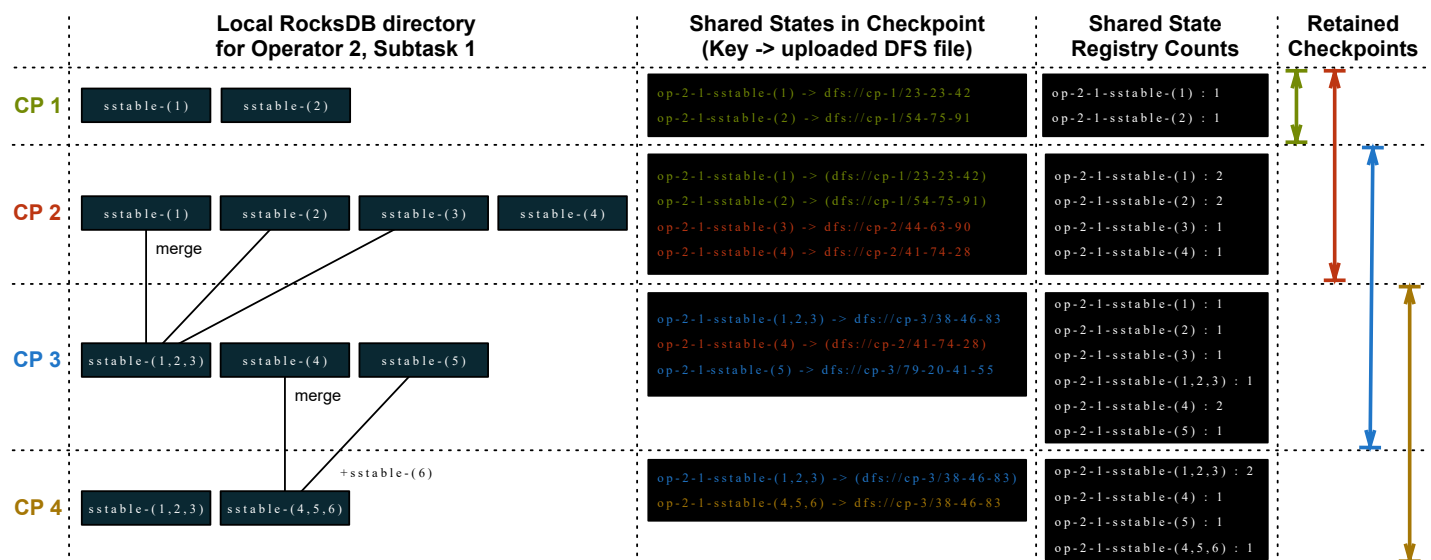 Local RocksDB directory
for Operator 2, Subtask 1
Shared States in Checkpoint
(Key -> uploaded DFS file)
Shared State
Registry Counts
Retained
Checkpoints
CP 1
sstable-(1)
sstable-(2)
op-2-1-sstable-(1) -> dfs://cp-1/23-23-42
op-2-1-sstable-(2) -> dfs://cp-1/54-75-91
op-2-1-sstable-(1) : 1
op-2-1-sstable-(2) : 1
CP 2
sstable-(1)
sstable-(2)
sstable-(3)
sstable-(4)
merge
op-2-1-sstable-(1) -> (dfs://cp-1/23-23-42)
op-2-1-sstable-(2) -> (dfs://cp-1/54-75-91)
op-2-1-sstable-(3) -> dfs://cp-2/44-63-90
op-2-1-sstable-(4) -> dfs://cp-2/41-74-28
op-2-1-sstable-(1) : 2
op-2-1-sstable-(2) : 2
op-2-1-sstable-(3) : 1
op-2-1-sstable-(4) : 1
CP 3
sstable-(1,2,3)
sstable-(4)
sstable-(5)
merge
+sstable-(6)
op-2-1-sstable-(1,2,3) -> dfs://cp-3/38-46-83
op-2-1-sstable-(4) -> (dfs://cp-2/41-74-28)
op-2-1-sstable-(5) -> dfs://cp-3/79-20-41-55
op-2-1-sstable-(1) : 1
op-2-1-sstable-(2) : 1
op-2-1-sstable-(3) : 1
op-2-1-sstable-(1,2,3) : 1
op-2-1-sstable-(4) : 2
op-2-1-sstable-(5) : 1
CP 4
sstable-(1,2,3)
sstable-(4,5,6)
op-2-1-sstable-(1,2,3) -> (dfs://cp-3/38-46-83)
op-2-1-sstable-(4,5,6) -> dfs://cp-3/38-46-83
op-2-1-sstable-(1,2,3) : 2
op-2-1-sstable-(4) : 1
op-2-1-sstable-(5) : 1
op-2-1-sstable-(4,5,6) : 1